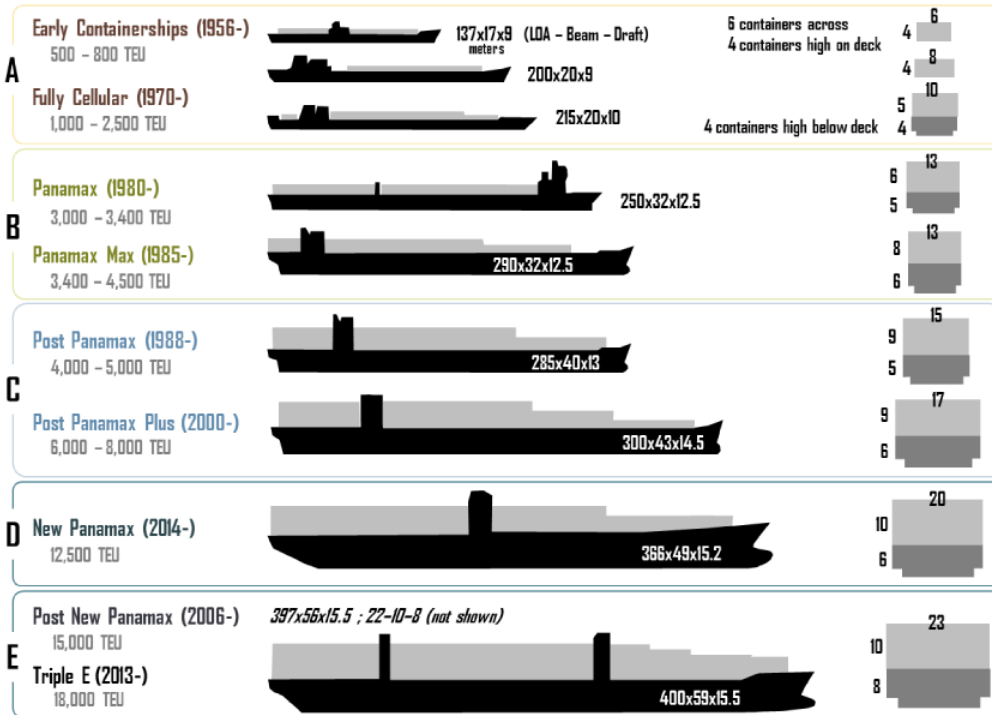 A
Early Containerships (1956-)
500 – 800 TEU
137x17x9 (LOA – Beam – Draft)
meters
200x20x9
6 containers across
4 containers high on deck
6
4
8
4
Fully Cellular (1970-)
1,000 – 2,500 TEU
215x20x10
4 containers high below deck
10
5
4
B
Panamax (1980-)
3,000 – 3,400 TEU
250x32x12.5
13
6
5
Panamax Max (1985-)
3,400 – 4,500 TEU
290x32x12.5
13
8
6
C
Post Panamax (1988-)
4,000 – 5,000 TEU
285x40x13
15
9
5
Post Panamax Plus (2000-)
6,000 – 8,000 TEU
300x43x14.5
17
9
6
D
New Panamax (2014-)
12,500 TEU
366x49x15.2
20
10
6
E
Post New Panamax (2006-)
15,000 TEU
397x56x15.5 ; 22–10–8 (not shown)
Triple E (2013-)
18,000 TEU
400x59x15.5
23
10
8